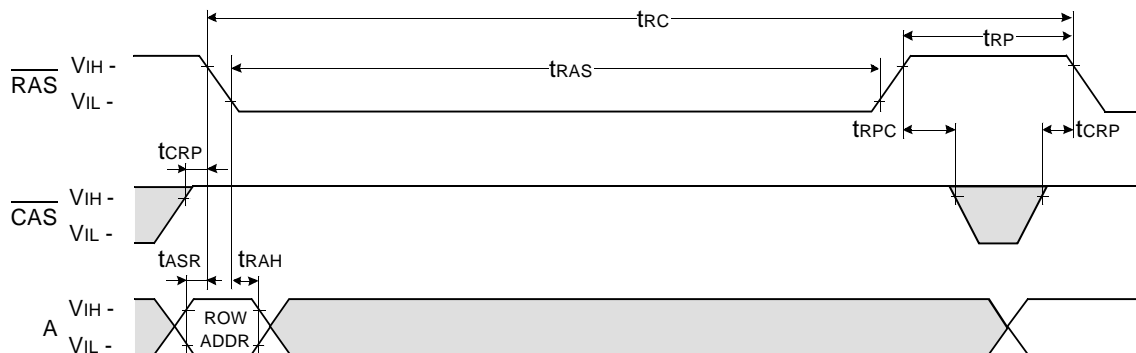 tRC
tRP
RAS VIH -
VIL -
tRAS
tRPC
tCRP
tCRP
CAS VIH -
VIL -
tASR
tRAH
A VIH -
VIL -
ROW
ADDR